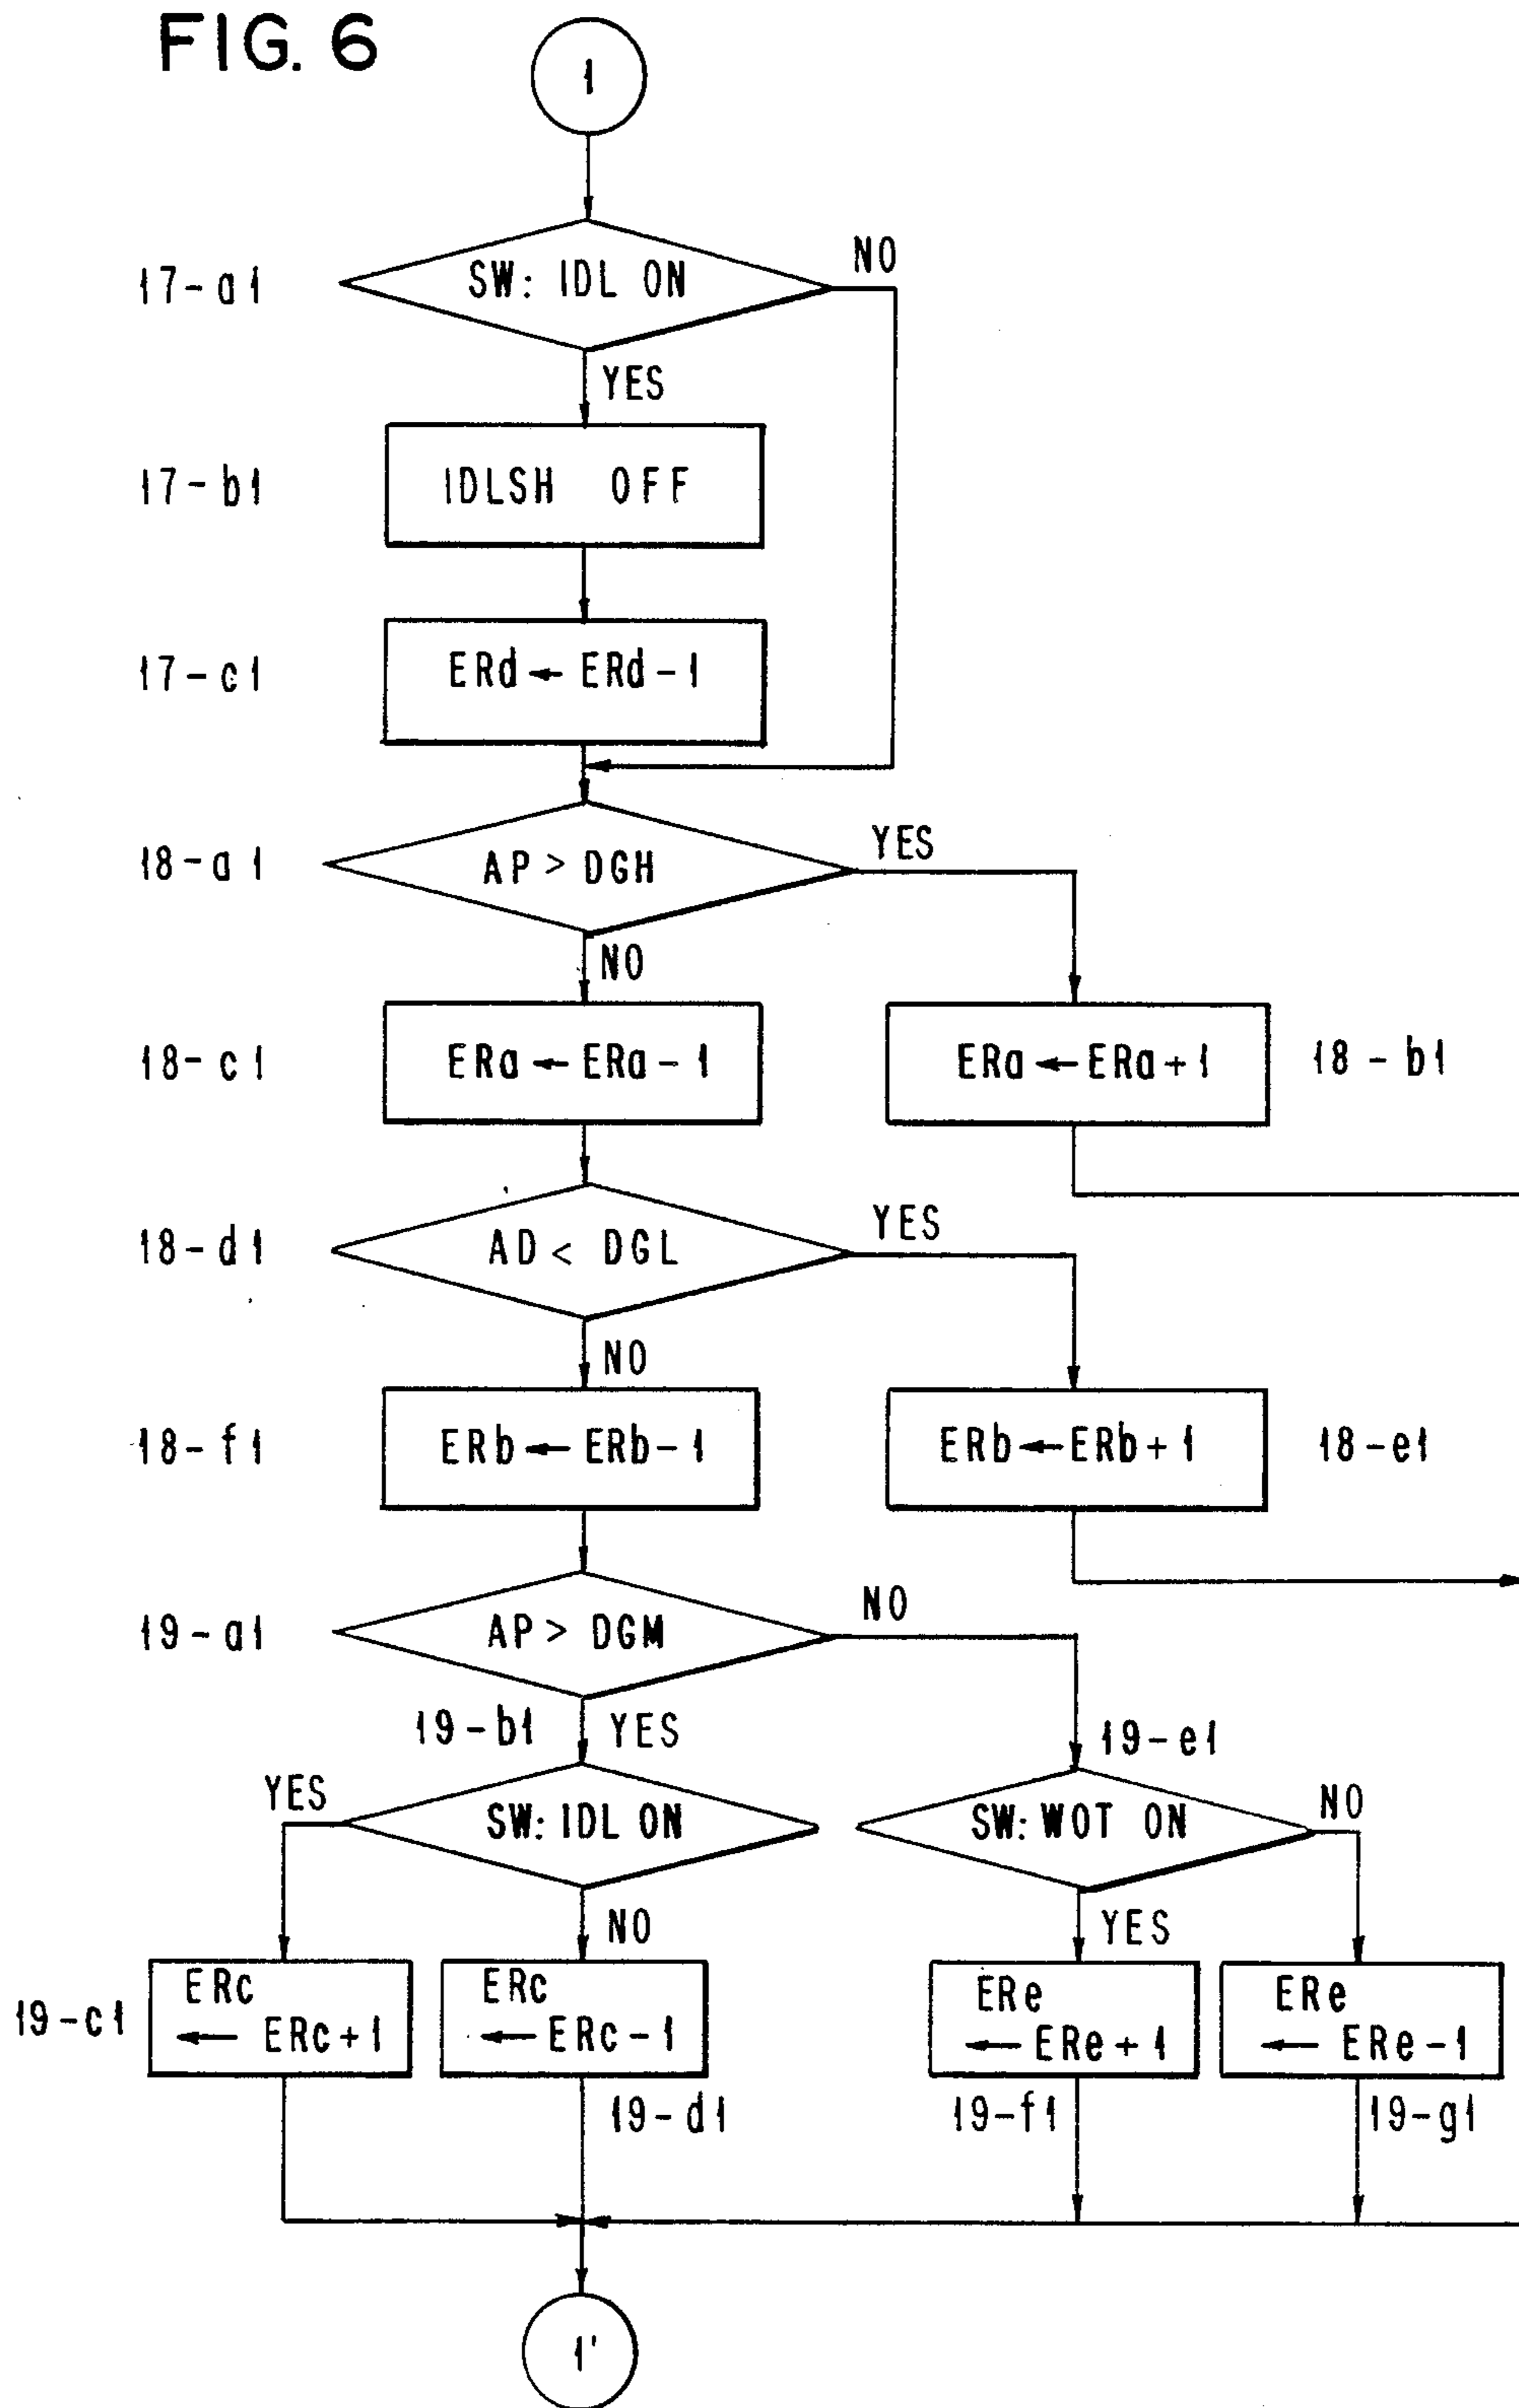 FIG. 6
1
17-a1
SW: IDL ON
NO
YES
17-b1
IDLSH OFF
17-c1
ERd ← ERd-1
18-a1
AP > DGH
YES
NO
18-c1
ERa ← ERa-1
ERa ← ERa+1
18-b1
18-d1
AD < DGL
YES
NO
18-f1
ERb ← ERb-1
ERb ← ERb+1
18-e1
19-a1
AP > DGM
NO
19-b1
YES
19-e1
YES
SW: IDL ON
SW: WOT ON
NO
NO
YES
19-c1
ERc
← ERc+1
ERc
← ERc-1
ERe
← ERe+1
ERe
← ERe-1
19-d1
19-f1
19-g1
1'